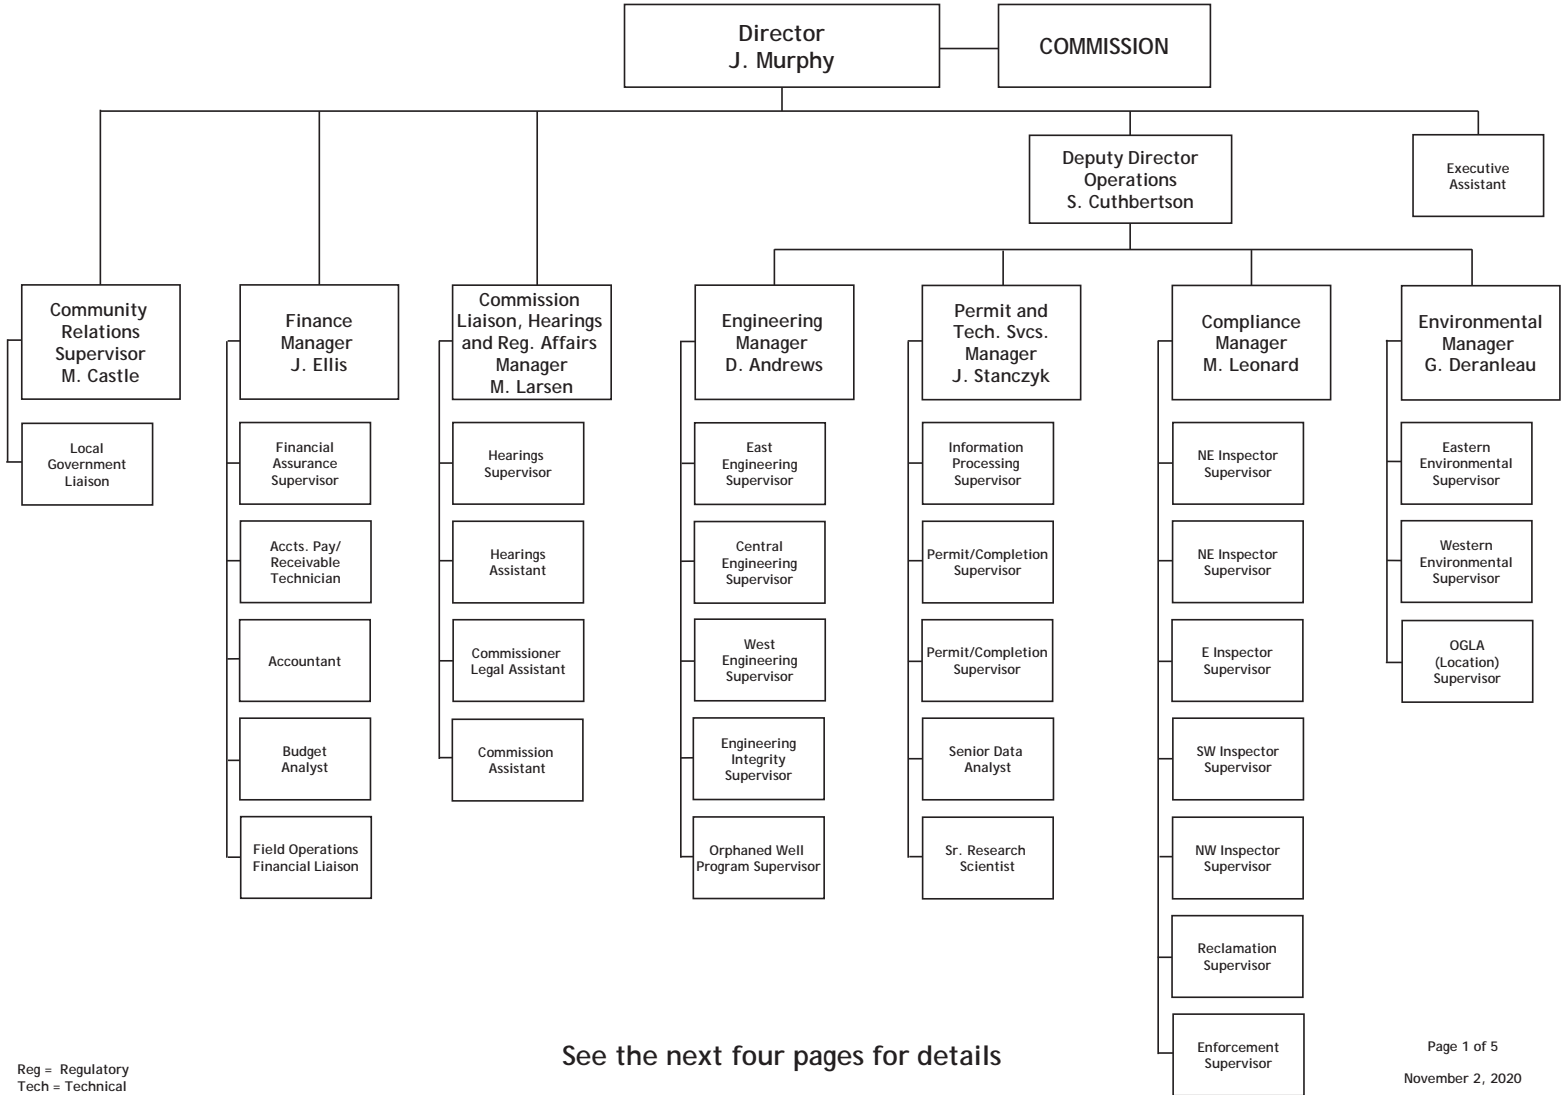 Director
J. Murphy
COMMISSION
Deputy Director
Operations
S. Cuthbertson
Executive
Assistant
Community
Relations
Supervisor
M. Castle
Finance
Manager
J. Ellis
Commission
Liaison, Hearings
and Reg. Affairs
Manager
M. Larsen
Engineering
Manager
D. Andrews
Permit and
Tech. Svcs.
Manager
J. Stanczyk
Compliance
Manager
M. Leonard
Environmental
Manager
G. Deranleau
Local
Government
Liaison
Financial
Assurance
Supervisor
Accts. Pay/
Receivable
Technician
Accountant
Budget
Analyst
Field Operations
Financial Liaison
Hearings
Supervisor
Hearings
Assistant
Commissioner
Legal Assistant
Commission
Assistant
East
Engineering
Supervisor
Central
Engineering
Supervisor
West
Engineering
Supervisor
Engineering
Integrity
Supervisor
Orphaned Well
Program Supervisor
Information
Processing
Supervisor
Permit/Completion
Supervisor
Permit/Completion
Supervisor
Senior Data
Analyst
Sr. Research
Scientist
NE Inspector
Supervisor
NE Inspector
Supervisor
E Inspector
Supervisor
SW Inspector
Supervisor
NW Inspector
Supervisor
Reclamation
Supervisor
Enforcement
Supervisor
Eastern
Environmental
Supervisor
Western
Environmental
Supervisor
OGLA
(Location)
Supervisor
See the next four pages for details
Reg = Regulatory
Tech = Technical
Page 1 of 5
November 2, 2020